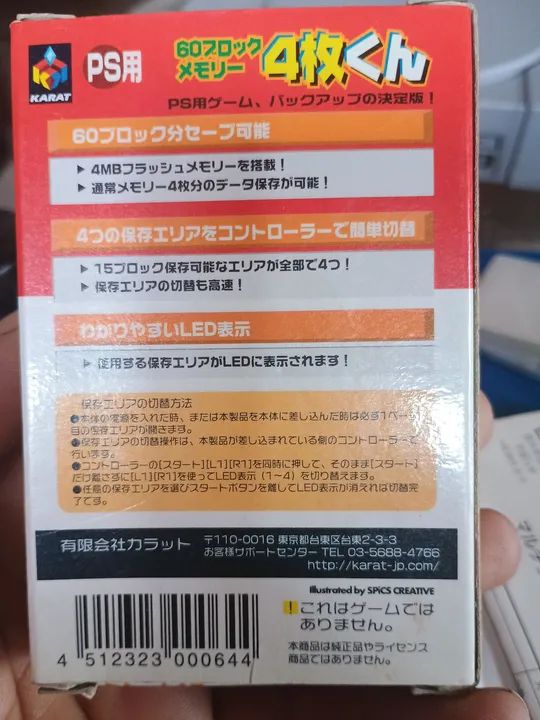 KARAT
PS用
60ブロック
メモリー
4枚くん
PS用ゲーム、バックアップの決定版！
60ブロック分セーブ可能
▶4MBフラッシュメモリーを搭載！
▶通常メモリー4枚分のデータ保存が可能！
4つの保存エリアをコントローラーで簡単切替
▶15ブロック保存可能なエリアが全部で4つ！
▶保存エリアの切替も高速！
わかりやすいLED表示
▶使用する保存エリアがLEDに表示されます！
保存エリアの切替方法
●本体の電源を入れた時、または本製品を本体に差し込んだ時は必ず1ページ
目の保存エリアが開きます。
●保存エリアの切替操作は、本製品が差し込まれている側のコントローラーで
行います。
●コントローラーの[スタート][L1][R1]を同時に押して、そのまま[スタート]
だけ離さずに[L1][R1]を使ってLED表示（1～4）を切り替えます。
●任意の保存エリアを選びスタートボタンを離してLED表示が消えれば切替完
了です。
有限会社カラット
〒110-0016 東京都台東区台東2-3-3
お客様サポートセンター TEL 03-5688-4766
http://karat-jp.com/
Illustrated by SPiCS CREATIVE
！これはゲームでは
ありません。
本商品は純正品やライセンス
商品ではありません。
4 512323 000644
マルチ